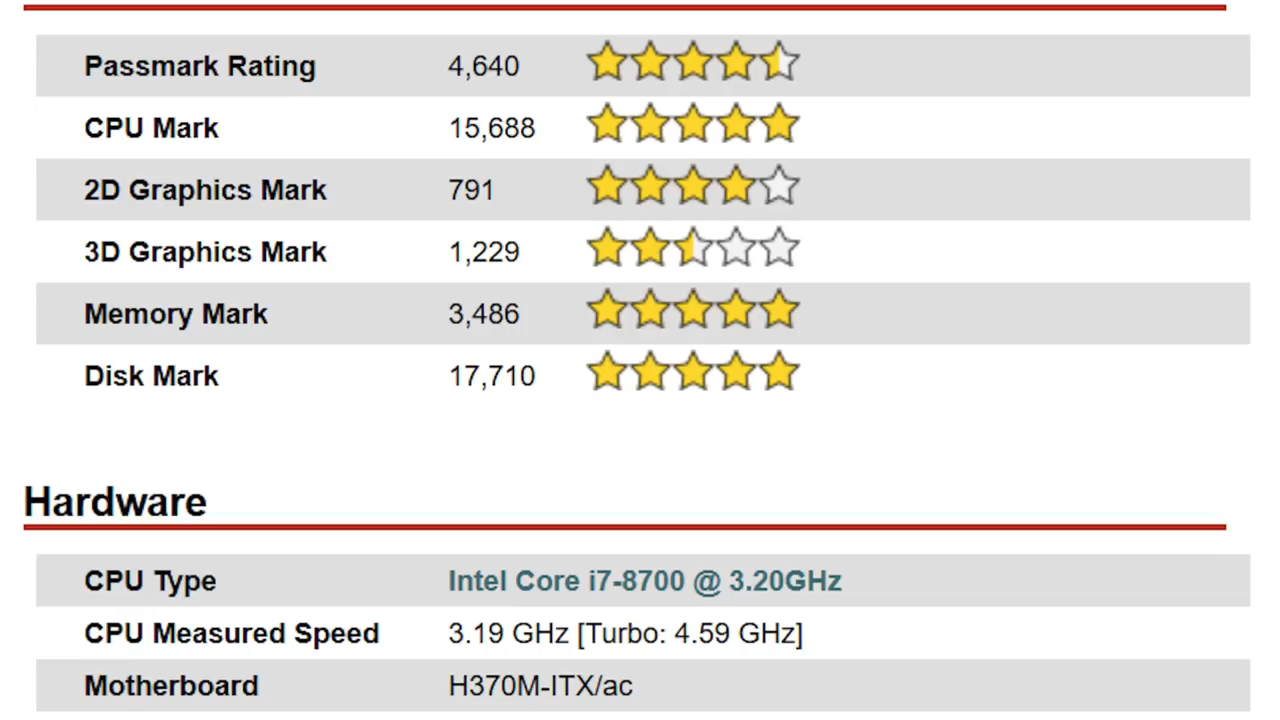 Passmark Rating 4,640
CPU Mark 15,688
2D Graphics Mark 791
3D Graphics Mark 1,229
Memory Mark 3,486
Disk Mark 17,710
Hardware
CPU Type Intel Core i7-8700 @ 3.20GHz
CPU Measured Speed 3.19 GHz [Turbo: 4.59 GHz]
Motherboard H370M-ITX/ac